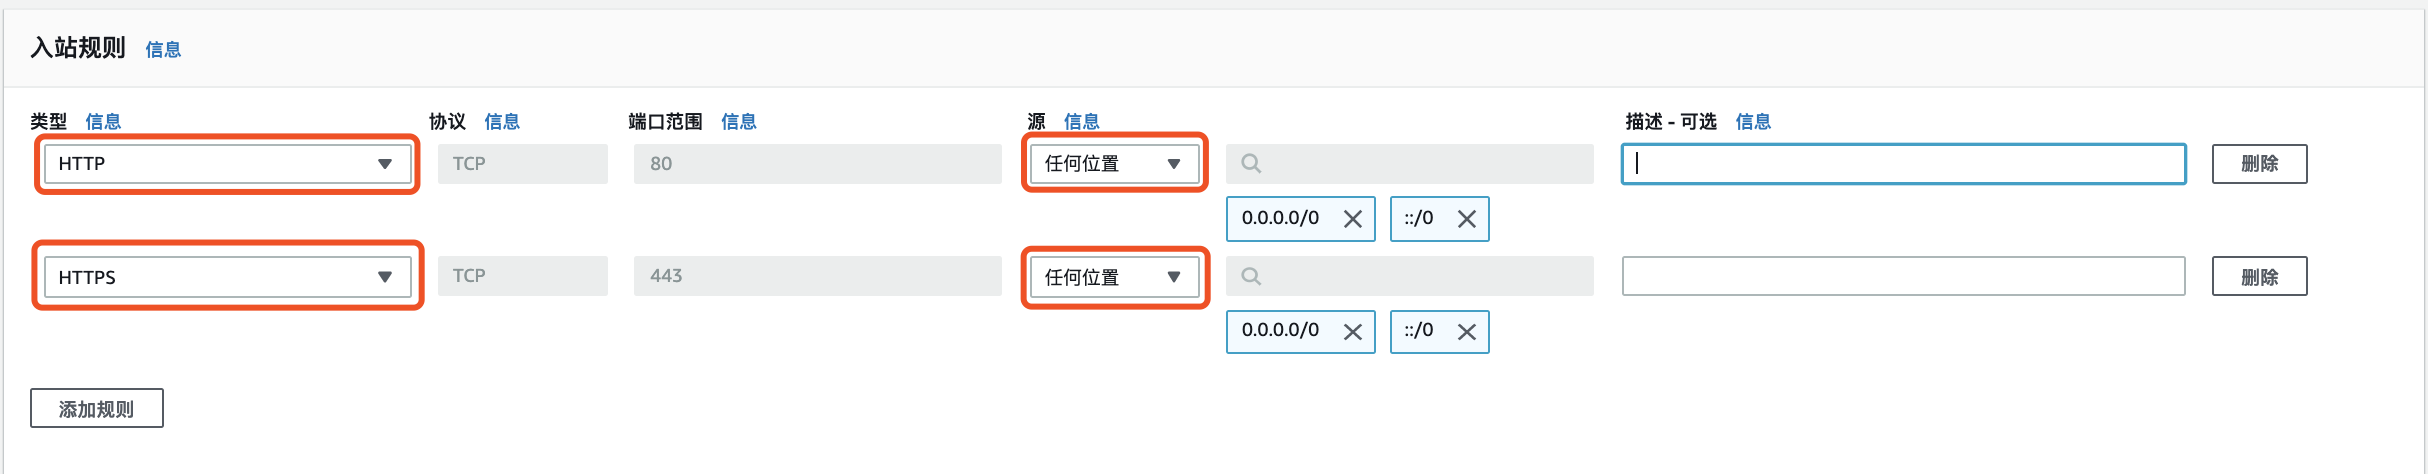 入站规则 信息
类型 信息 协议 信息 端口范围 信息 源 信息 描述 - 可选 信息
HTTP TCP 80 任何位置 删除
0.0.0.0/0 ::/0
HTTPS TCP 443 任何位置 删除
0.0.0.0/0 ::/0
添加规则